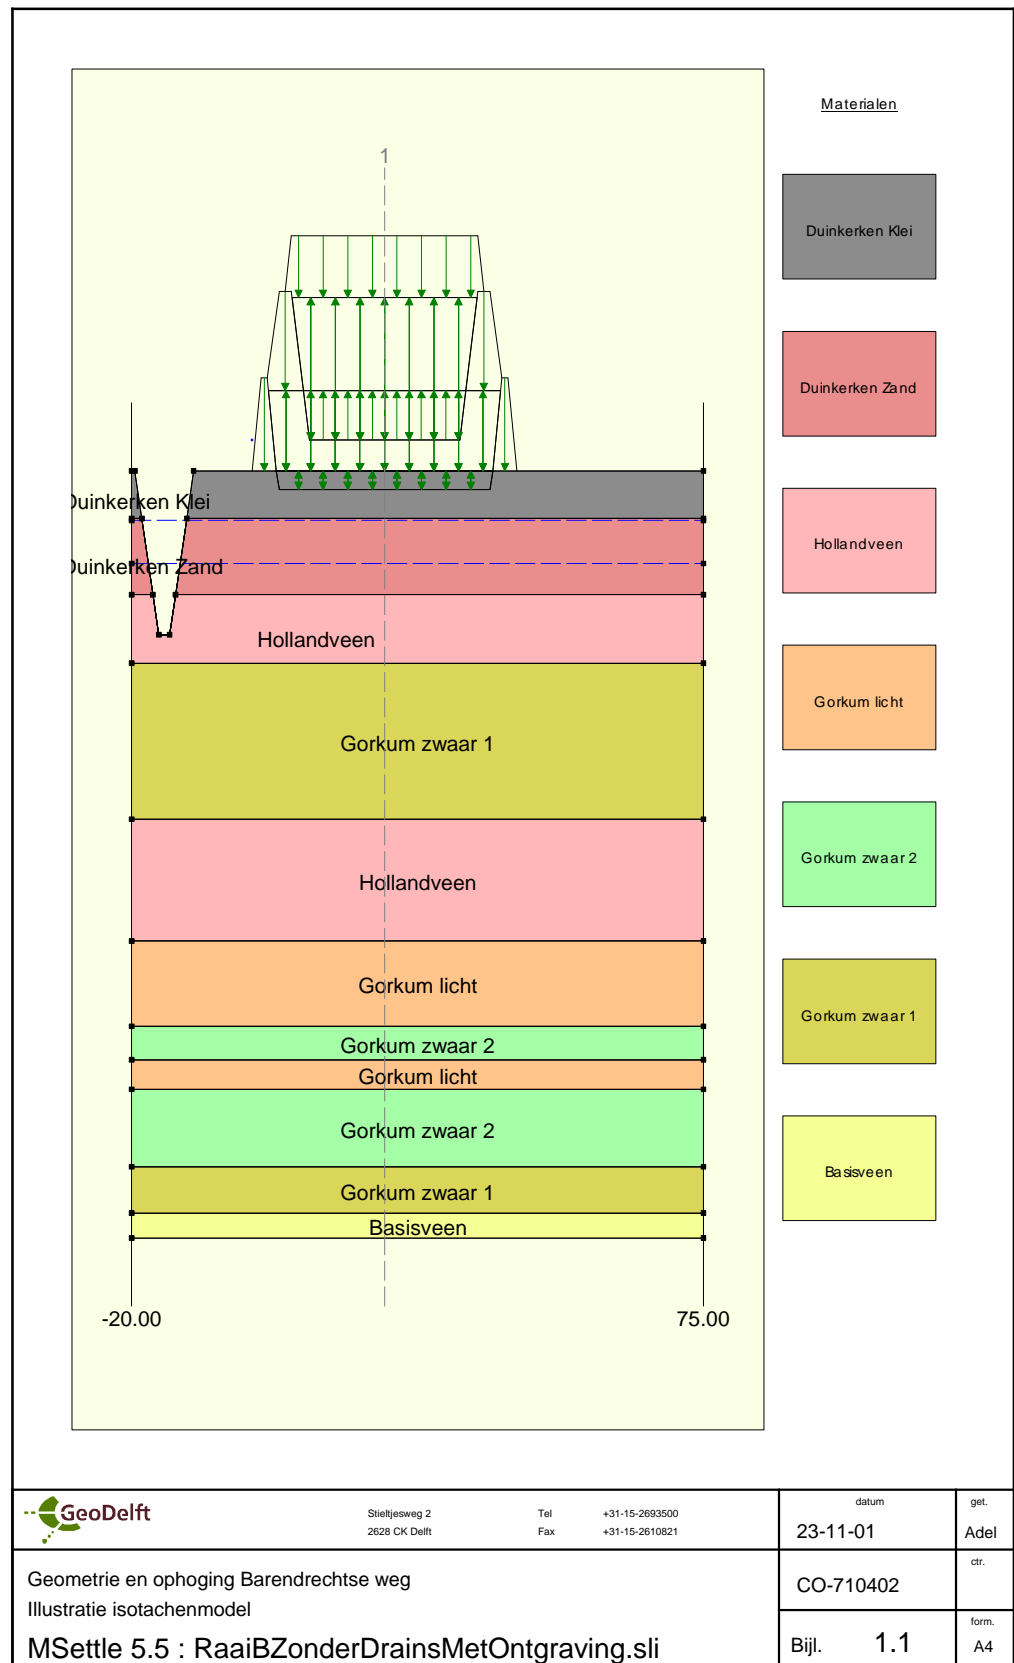 Materialen
1
Duinkerken Klei
Duinkerken Zand
Hollandveen
Gorkum licht
Gorkum zwaar 2
Gorkum zwaar 1
Basisveen
Duinkerken Klei
Duinkerken Zand
Hollandveen
Gorkum zwaar 1
Hollandveen
Gorkum licht
Gorkum zwaar 2
Gorkum licht
Gorkum zwaar 2
Gorkum zwaar 1
Basisveen
-20.00 75.00
GeoDelft
Stieltjesweg 2 Tel +31-15-2693500
2628 CK Delft Fax +31-15-2610821
datum
23-11-01
get.
Adel
Geometrie en ophoging Barendrechtse weg
Illustratie isotachenmodel
MSettle 5.5 : RaaiBZonderDrainsMetOntgraving.sli
CO-710402
ctr.
Bijl. 1.1
form.
A4